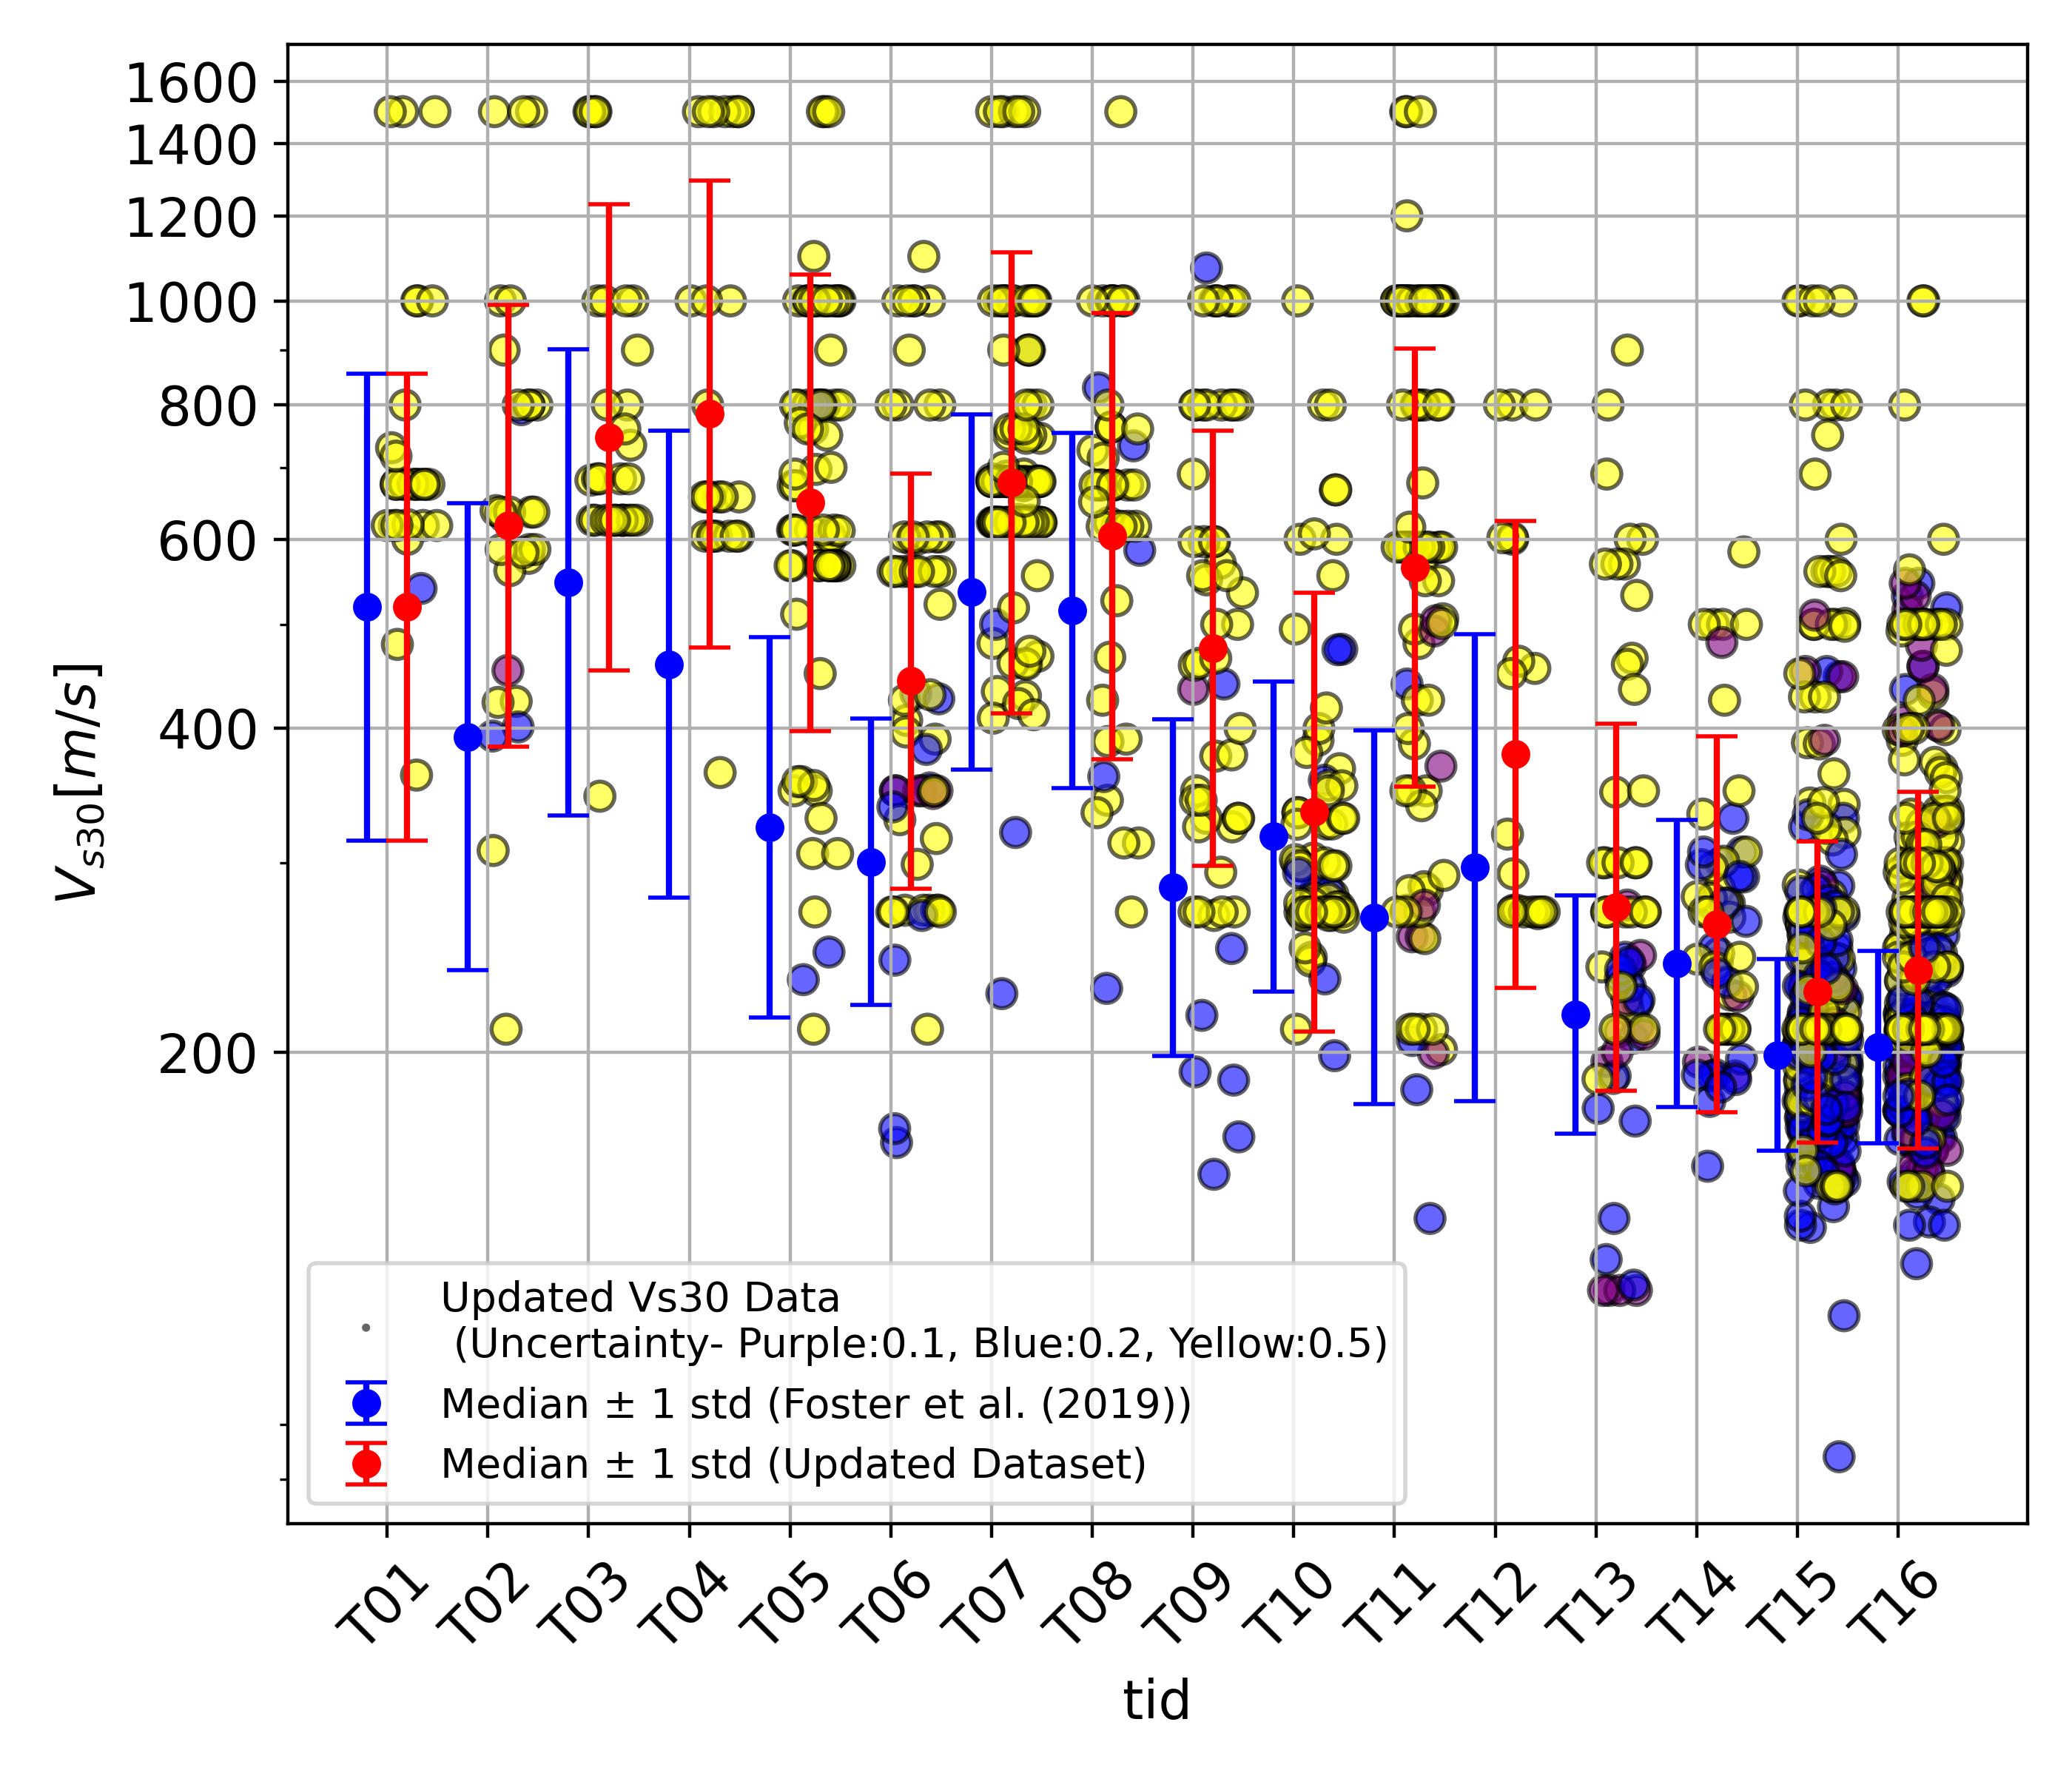 1600
1400
1200
1000
800
600
400
200
V_{s30}[m/s]
Updated Vs30 Data
(Uncertainty- Purple:0.1, Blue:0.2, Yellow:0.5)
Median ± 1 std (Foster et al. (2019))
Median ± 1 std (Updated Dataset)
T01 T02 T03 T04 T05 T06 T07 T08 T09 T10 T11 T12 T13 T14 T15 T16
tid